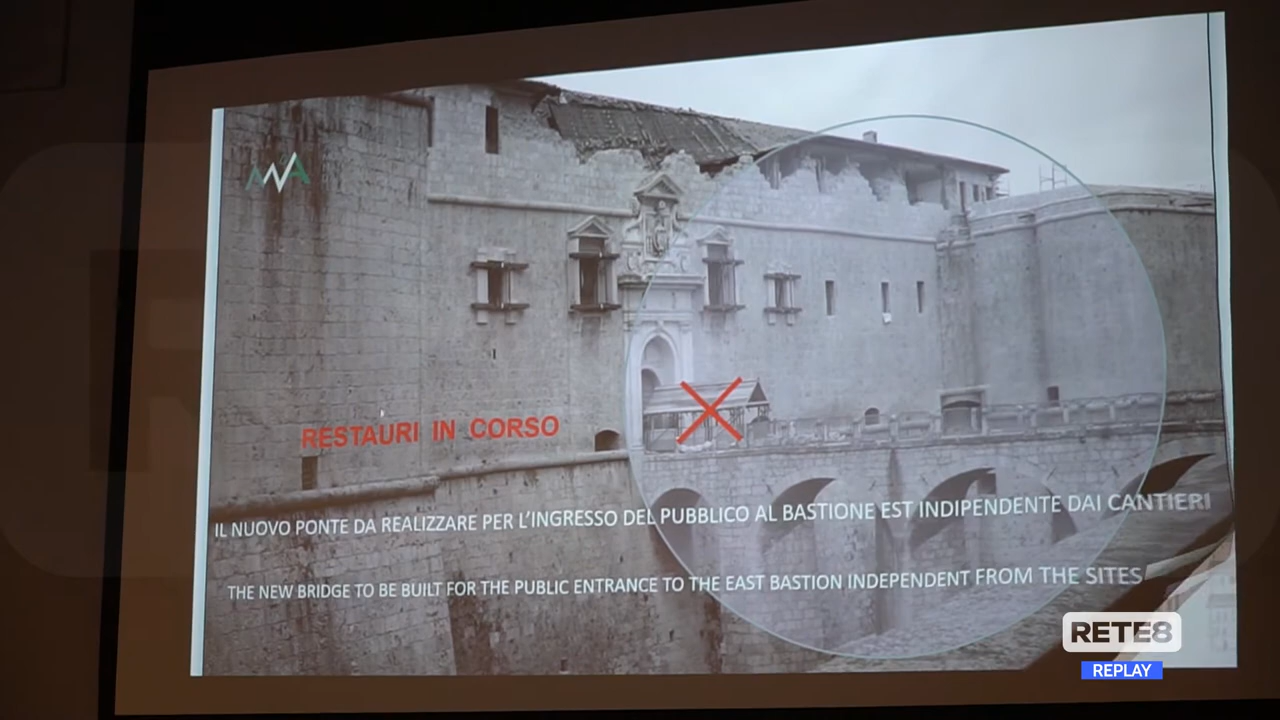 RESTAURI IN CORSO
IL NUOVO PONTE DA REALIZZARE PER L'INGRESSO DEL PUBBLICO AL BASTIONE EST INDIPENDENTE DAI CANTIERI
THE NEW BRIDGE TO BE BUILT FOR THE PUBLIC ENTRANCE TO THE EAST BASTION INDEPENDENT FROM THE SITES
RETE8
REPLAY